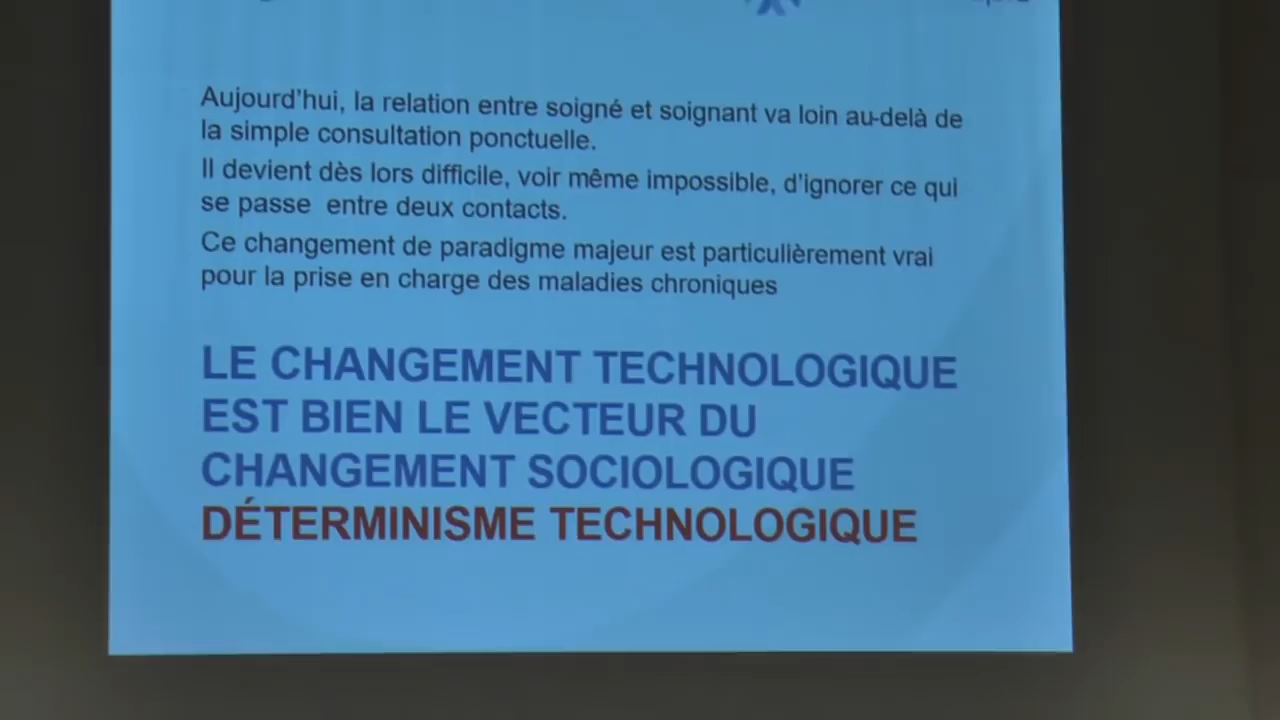 Aujourd'hui, la relation entre soigné et soignant va loin au-delà de
la simple consultation ponctuelle.
Il devient dès lors difficile, voir même impossible, d'ignorer ce qui
se passe entre deux contacts.
Ce changement de paradigme majeur est particulièrement vrai
pour la prise en charge des maladies chroniques
LE CHANGEMENT TECHNOLOGIQUE
EST BIEN LE VECTEUR DU
CHANGEMENT SOCIOLOGIQUE
DÉTERMINISME TECHNOLOGIQUE